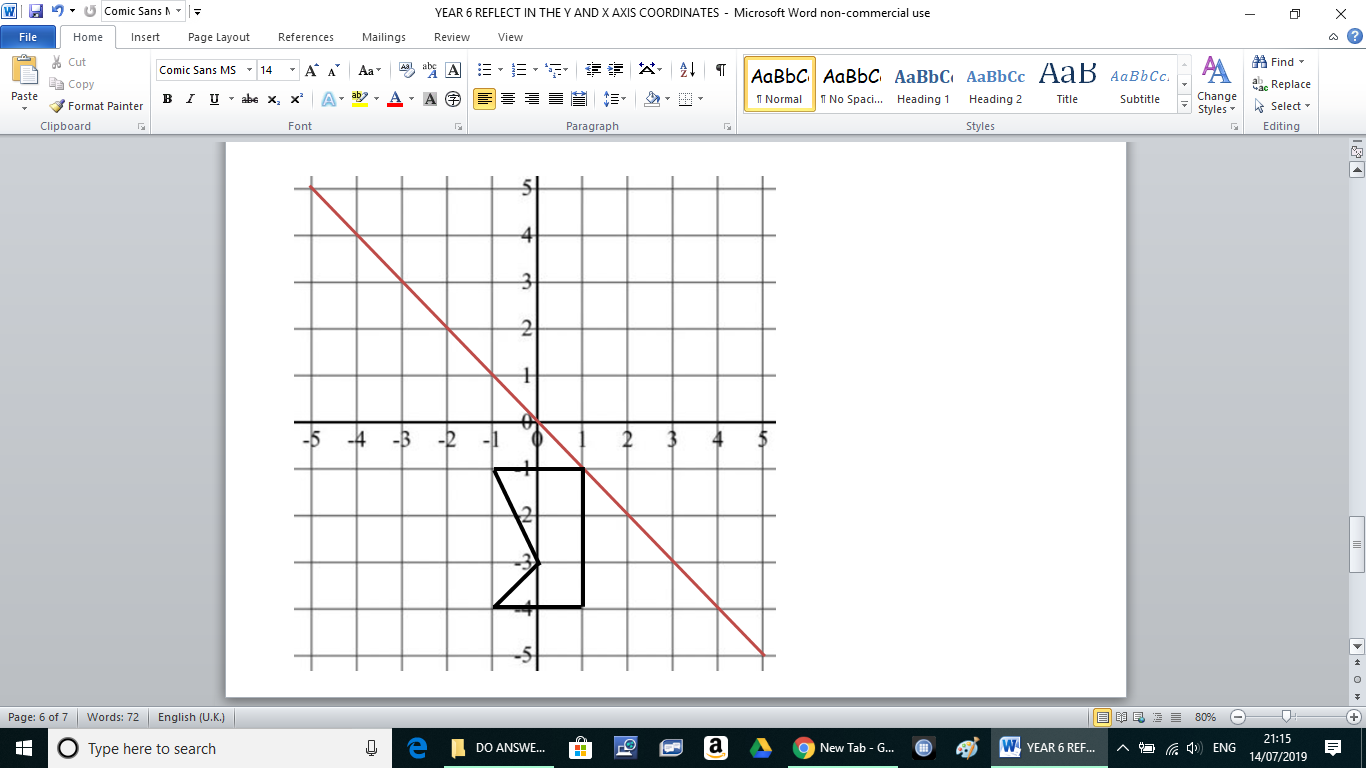 YEAR 6 REFLECT IN THE Y AND X AXIS COORDINATES - Microsoft Word non-commercial use
Comic Sans M
File Home Insert Page Layout References Mailings Review View
Paste
Cut
Copy
Format Painter
Clipboard
Comic Sans MS 14
Font
Paragraph
AaBbCc AaBbCc AaBbCc AaBbCc AaB AaBbCc.
¶ Normal ¶ No Spaci... Heading 1 Heading 2 Title Subtitle
Change Styles
Styles
Find
Replace
Select
Editing
5
4
3
2
1
0
-5 -4 -3 -2 -1 0 1 2 3 4 5
-1
-2
-3
-4
-5
Page: 6 of 7 Words: 72 English (U.K.) 80%
Type here to search DO ANSWE... New Tab - G... YEAR 6 REF... ENG 21:15
14/07/2019